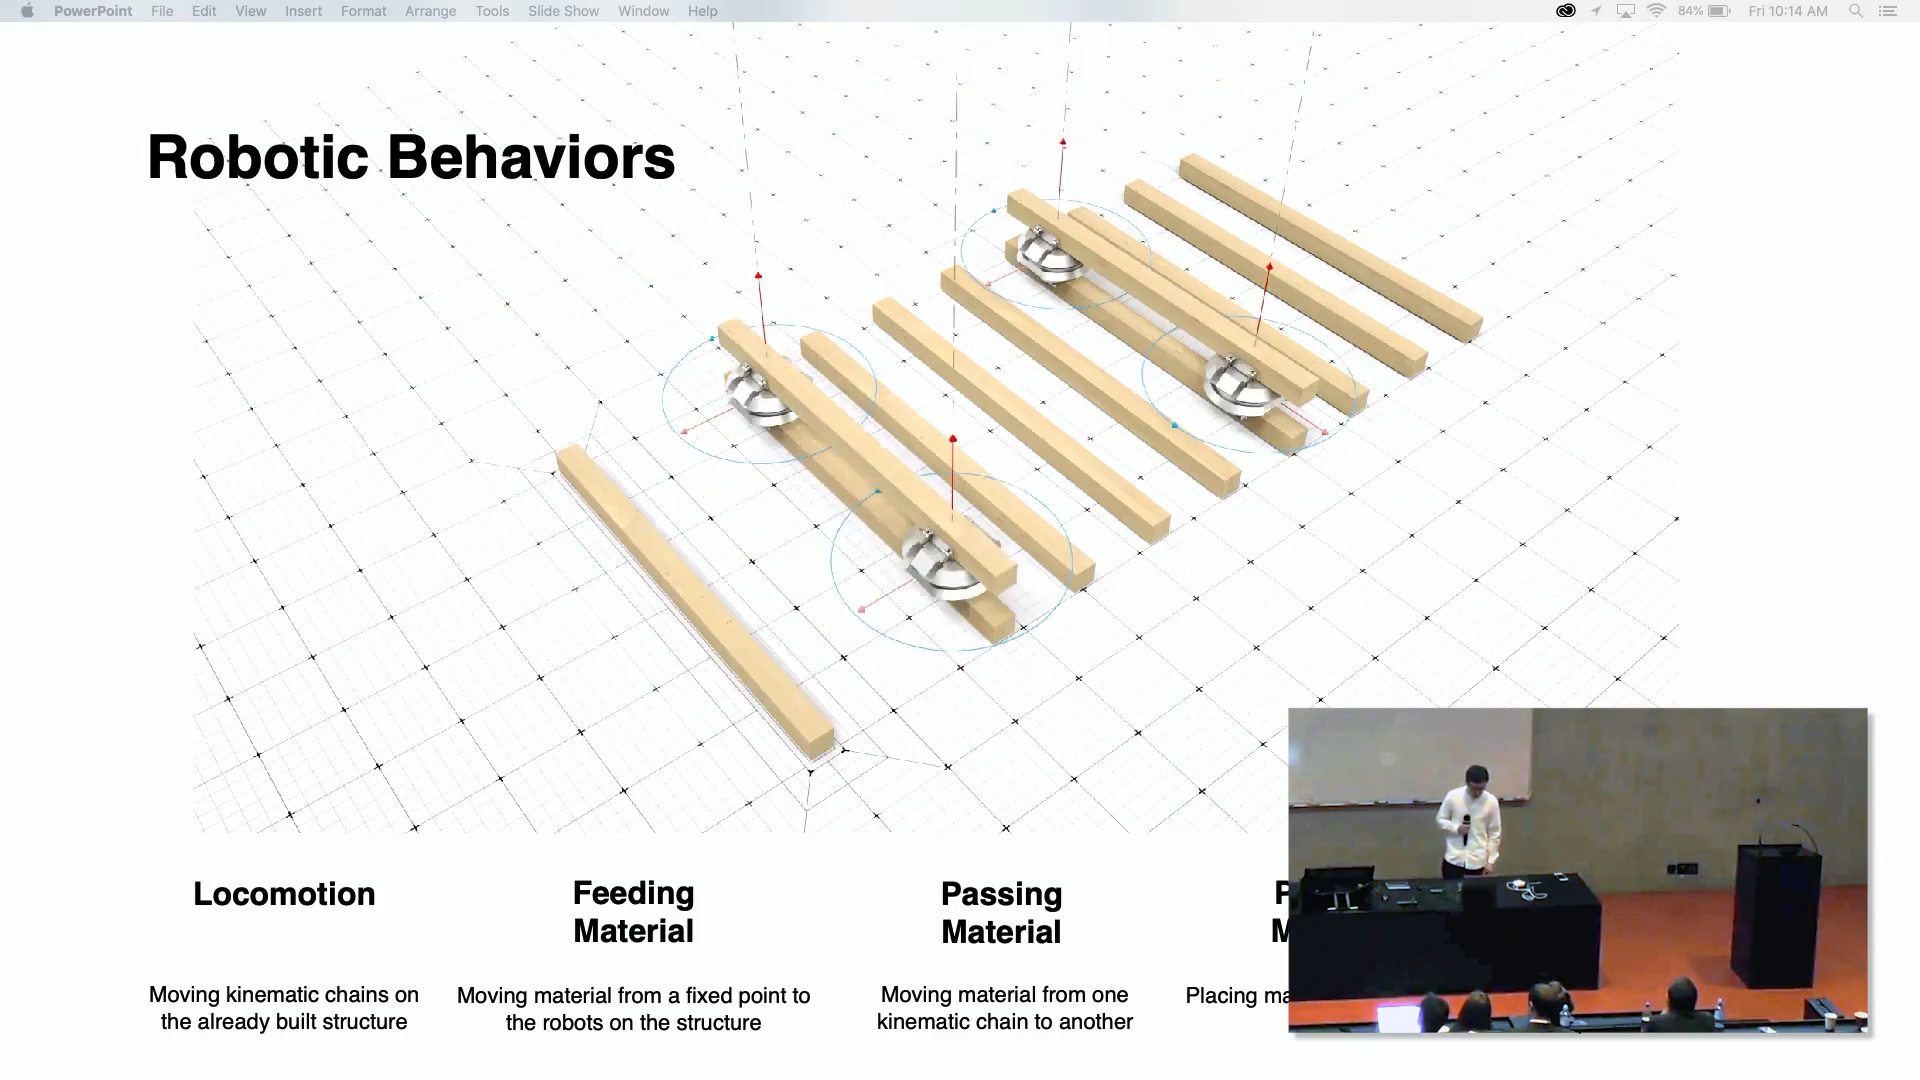 PowerPoint File Edit View Insert Format Arrange Tools Slide Show Window Help 84% Fri 10:14 AM
Robotic Behaviors
Locomotion
Moving kinematic chains on
the already built structure
Feeding
Material
Moving material from a fixed point to
the robots on the structure
Passing
Material
Moving material from one
kinematic chain to another
Placing